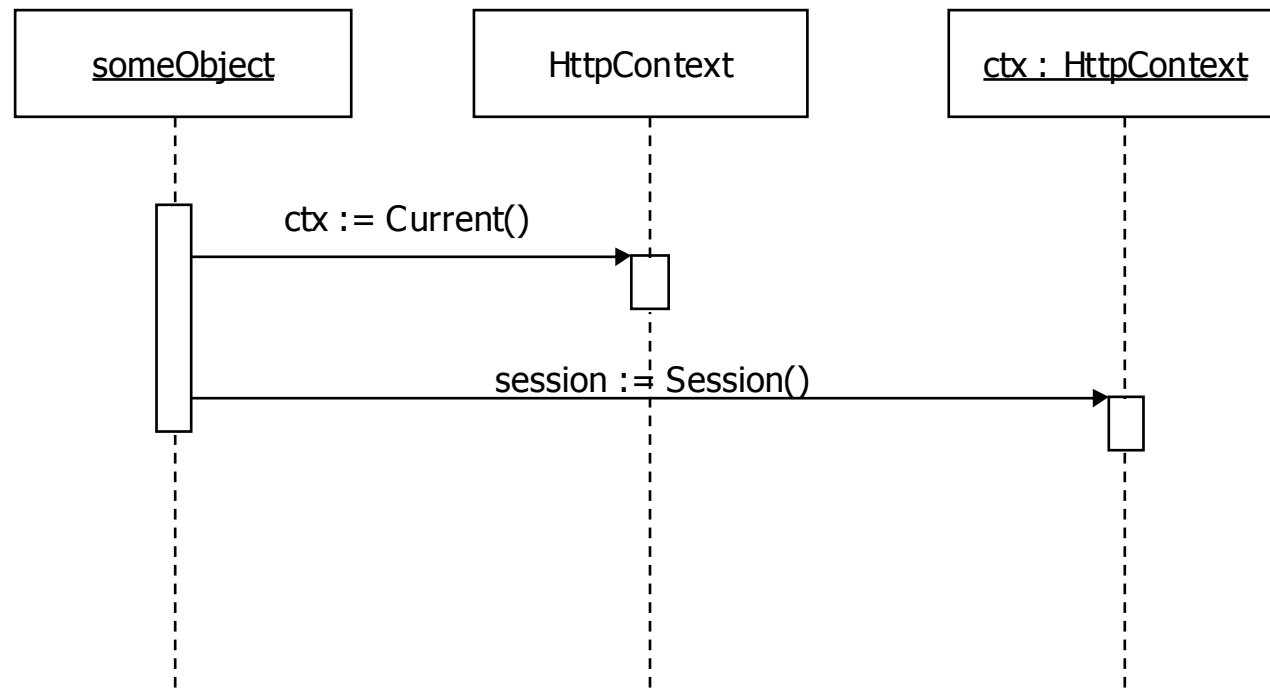 someObject
HttpContext
ctx : HttpContext
ctx := Current()
session := Session()